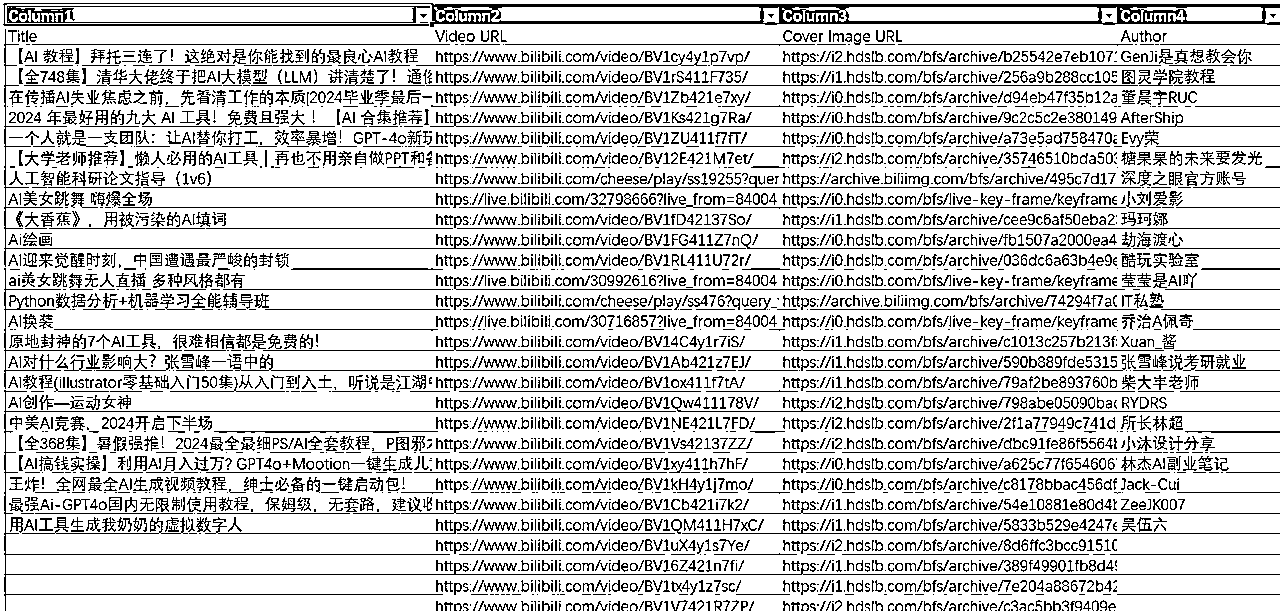 Column1 Column2 Column3 Column4
Title Video URL Cover Image URL Author
【AI 教程】拜托三连了！这绝对是你能找到的最良心AI教程 https://www.bilibili.com/video/BV1cy4y1p7vp/ https://i2.hdslb.com/bfs/archive/b25542e7eb107 GenJi是真想教会你
【全748集】清华大佬终于把AI大模型（LLM）讲清楚了！通俗 https://www.bilibili.com/video/BV1rS411F735/ https://i1.hdslb.com/bfs/archive/256a9b288cc105 图灵学院教程
在传播AI失业焦虑之前，先看清工作的本质[2024毕业季最后一 https://www.bilibili.com/video/BV1Zb421e7xy/ https://i0.hdslb.com/bfs/archive/d94eb47f35b12a 董晨宇RUC
2024 年最好用的九大 AI 工具！免费且强大 ！【AI 合集推荐】 https://www.bilibili.com/video/BV1Ks421g7Ra/ https://i2.hdslb.com/bfs/archive/9c2c5c2e380149 AfterShip
一个人就是一支团队：让AI替你打工，效率暴增！GPT-4o新玩 https://www.bilibili.com/video/BV1ZU411f7fT/ https://i0.hdslb.com/bfs/archive/a73e5ad758470 Evy荣
【大学老师推荐】懒人必用的AI工具 | 再也不用亲自做PPT和 https://www.bilibili.com/video/BV12E421M7et/ https://i2.hdslb.com/bfs/archive/35746510bda50 糖果果的未来要发光
人工智能科研论文指导（1v6） https://www.bilibili.com/cheese/play/ss19255?quer https://archive.biliimg.com/bfs/archive/495c7d17 深度之眼官方账号
AI美女跳舞 嗨爆全场 https://live.bilibili.com/32798666?live_from=84004 https://i0.hdslb.com/bfs/live-key-frame/keyframe 小刘爱影
《大香蕉》，用被污染的AI填词 https://www.bilibili.com/video/BV1fD42137So/ https://i1.hdslb.com/bfs/archive/cee9c6af50eba2 玛珂娜
AI绘画 https://www.bilibili.com/video/BV1FG411Z7nQ/ https://i0.hdslb.com/bfs/archive/fb1507a2000ea4 劫海渡心
AI迎来觉醒时刻，中国遭遇最严峻的封锁 https://www.bilibili.com/video/BV1RL411U72r/ https://i0.hdslb.com/bfs/archive/036dc6a63b4e9 酷玩实验室
ai美女跳舞无人直播 多种风格都有 https://live.bilibili.com/30992616?live_from=84004 https://i0.hdslb.com/bfs/live-key-frame/keyframe 莹莹是AI吖
Python数据分析+机器学习全能辅导班 https://www.bilibili.com/cheese/play/ss476?query_ https://archive.biliimg.com/bfs/archive/74294f7a IT私塾
AI换装 https://live.bilibili.com/30716857?live_from=84004 https://i0.hdslb.com/bfs/live-key-frame/keyframe 乔治A佩奇
原地封神的7个AI工具，很难相信都是免费的！ https://www.bilibili.com/video/BV14C4y1r7iS/ https://i1.hdslb.com/bfs/archive/c1013c257b213f Xuan_酱
AI对什么行业影响大？张雪峰一语中的 https://www.bilibili.com/video/BV1Ab421z7EJ/ https://i1.hdslb.com/bfs/archive/590b889fde5315 张雪峰说考研就业
AI教程(illustrator零基础入门50集)从入门到入土，听说是江湖 https://www.bilibili.com/video/BV1ox411f7tA/ https://i1.hdslb.com/bfs/archive/79af2be893760b 柴大宇老师
AI创作—运动女神 https://www.bilibili.com/video/BV1Qw411178V/ https://i2.hdslb.com/bfs/archive/798abe05090ba RYDRS
中美AI竞赛，2024开启下半场 https://www.bilibili.com/video/BV1NE421L7FD/ https://i0.hdslb.com/bfs/archive/2f1a77949c741d 所长林超
【全368集】暑假强推！2024最全最细PS/AI全套教程，P图邪 https://www.bilibili.com/video/BV1Vs42137ZZ/ https://i2.hdslb.com/bfs/archive/dbc91fe86f5564 小沐设计分享
【AI搞钱实操】利用AI月入过万？GPT4o+Mootion一键生成儿 https://www.bilibili.com/video/BV1xy411h7hF/ https://i0.hdslb.com/bfs/archive/a625c77f654606 林杰AI副业笔记
王炸！全网最全AI生成视频教程，绅士必备的一键启动包！ https://www.bilibili.com/video/BV1kH4y1j7mo/ https://i1.hdslb.com/bfs/archive/c8178bbac456df Jack-Cui
最强Ai-GPT4o国内无限制使用教程，保姆级，无套路，建议收 https://www.bilibili.com/video/BV1Cb421i7k2/ https://i1.hdslb.com/bfs/archive/54e10881e80d4 ZeeJK007
用AI工具生成我奶奶的虚拟数字人 https://www.bilibili.com/video/BV1QM411H7xC/ https://i1.hdslb.com/bfs/archive/5833b529e4247 吴伍六
https://www.bilibili.com/video/BV1uX4y1s7Ye/ https://i2.hdslb.com/bfs/archive/8d6ffc3bcc9151
https://www.bilibili.com/video/BV16Z421n7fi/ https://i2.hdslb.com/bfs/archive/389f49901fb8d4
https://www.bilibili.com/video/BV1tx4y1z7sc/ https://i1.hdslb.com/bfs/archive/7e204a88672b42
https://www.bilibili.com/video/BV1V7421R7ZP/ https://i2.hdslb.com/bfs/archive/c3ac5bb3f9409e